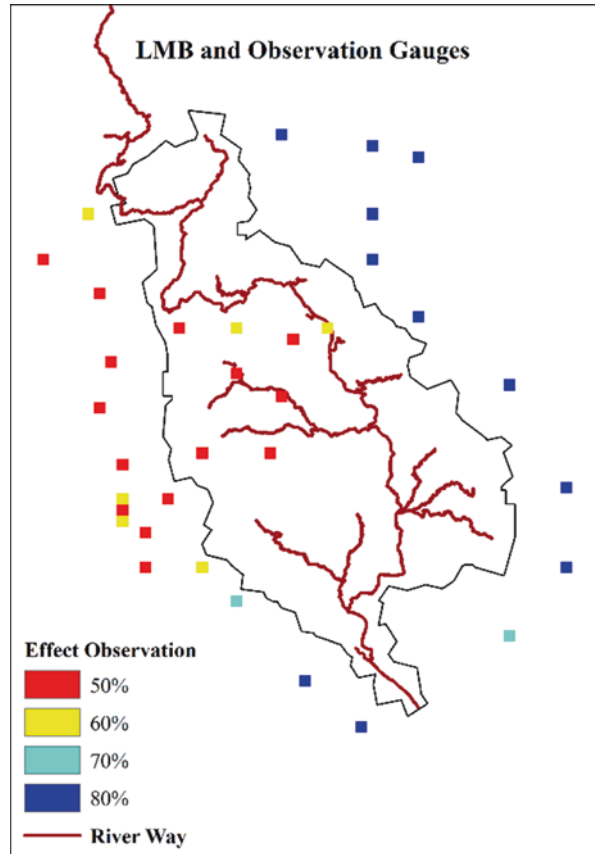 LMB and Observation Gauges
Effect Observation
50%
60%
70%
80%
River Way